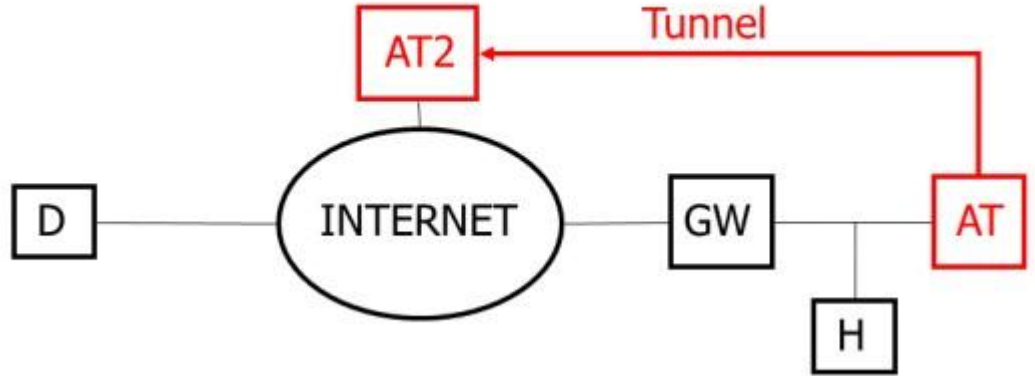 Tunnel
AT2
D
INTERNET
GW
AT
H